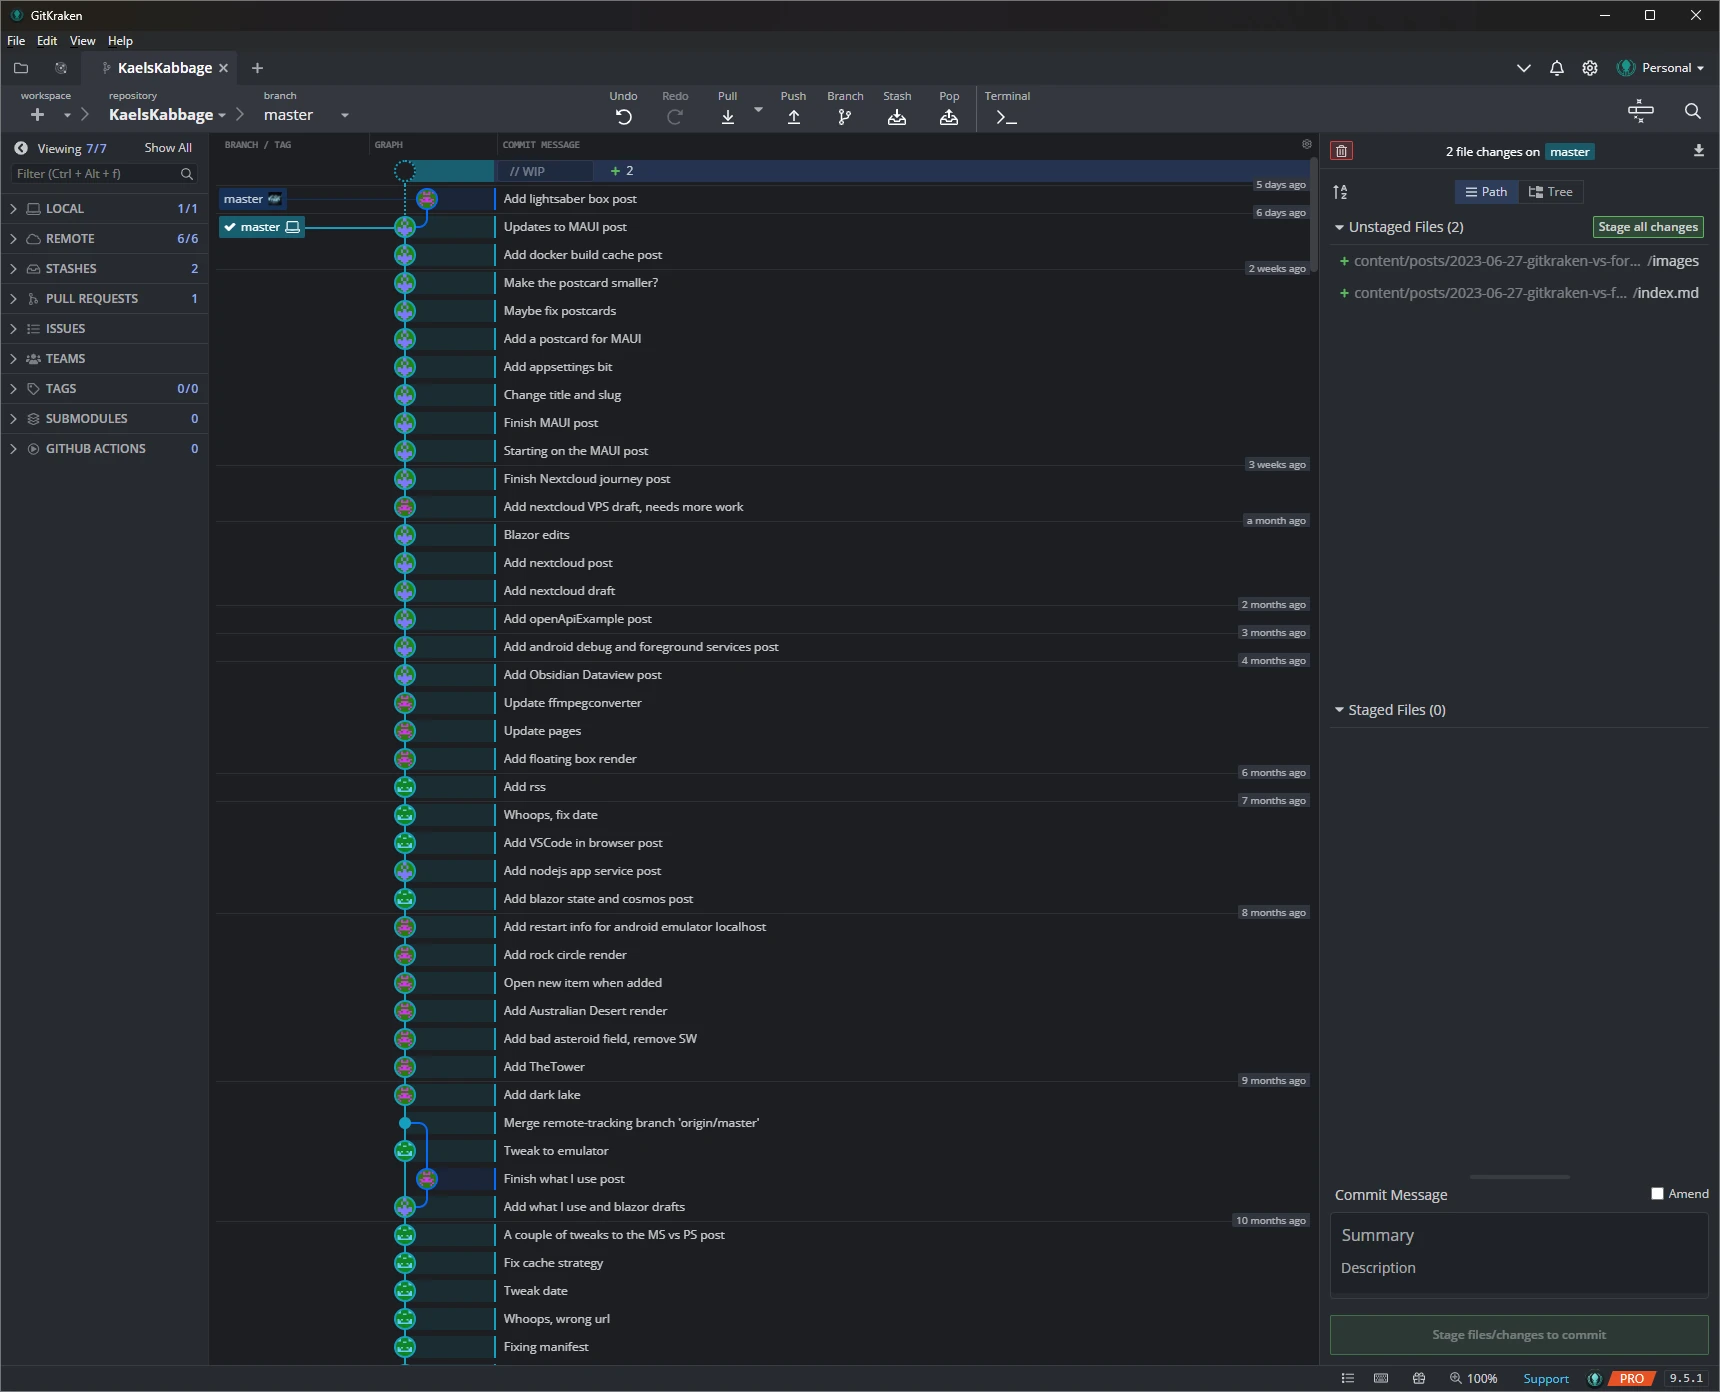 GitKraken
File Edit View Help
KaelsKabbage
Personal
workspace
repository
KaelsKabbage
branch
master
Undo Redo Pull Push Branch Stash Pop Terminal
Viewing 7/7 Show All
Filter (Ctrl + Alt + f)
LOCAL 1/1
REMOTE 6/6
STASHES 2
PULL REQUESTS 1
ISSUES
TEAMS
TAGS 0/0
SUBMODULES 0
GITHUB ACTIONS 0
BRANCH / TAG GRAPH COMMIT MESSAGE
// WIP + 2
5 days ago
master Add lightsaber box post
6 days ago
master Updates to MAUI post
Add docker build cache post
2 weeks ago
Make the postcard smaller?
Maybe fix postcards
Add a postcard for MAUI
Add appsettings bit
Change title and slug
Finish MAUI post
Starting on the MAUI post
3 weeks ago
Finish Nextcloud journey post
Add nextcloud VPS draft, needs more work
a month ago
Blazor edits
Add nextcloud post
Add nextcloud draft
2 months ago
Add openApiExample post
3 months ago
Add android debug and foreground services post
4 months ago
Add Obsidian Dataview post
Update ffmpegconverter
Update pages
Add floating box render
6 months ago
Add rss
7 months ago
Whoops, fix date
Add VSCode in browser post
Add nodejs app service post
Add blazor state and cosmos post
8 months ago
Add restart info for android emulator localhost
Add rock circle render
Open new item when added
Add Australian Desert render
Add bad asteroid field, remove SW
Add TheTower
9 months ago
Add dark lake
Merge remote-tracking branch 'origin/master'
Tweak to emulator
Finish what I use post
Add what I use and blazor drafts
10 months ago
A couple of tweaks to the MS vs PS post
Fix cache strategy
Tweak date
Whoops, wrong url
Fixing manifest
2 file changes on master
Path Tree
Unstaged Files (2) Stage all changes
+ content/posts/2023-06-27-gitkraken-vs-for... /images
+ content/posts/2023-06-27-gitkraken-vs-f... /index.md
Staged Files (0)
Commit Message Amend
Summary
Description
Stage files/changes to commit
100% Support PRO 9.5.1